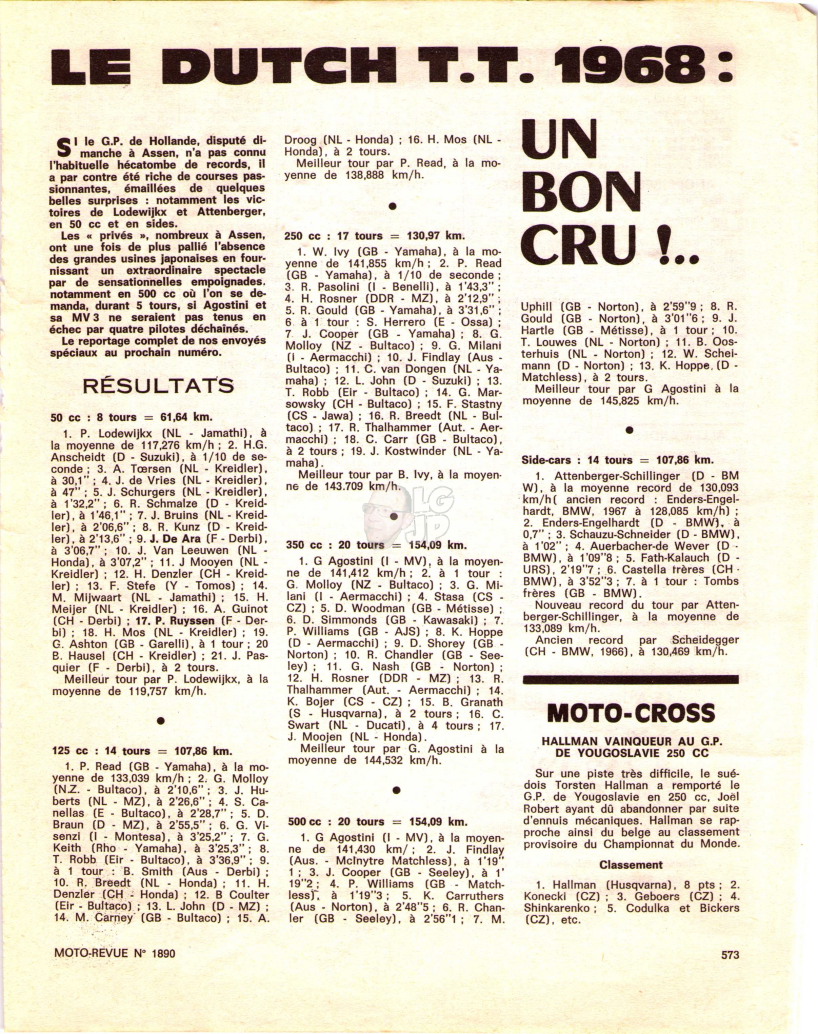 LE DUTCH T.T. 1968 :
SI le G.P. de Hollande, disputé di-
manche à Assen, n'a pas connu
l'habituelle hécatombe de records, il
a par contre été riche de courses pas-
sionnantes, émaillées de quelques
belles surprises : notamment les vic-
toires de Lodewijkx et Attenberger,
en 50 cc et en sides.
Les « privés », nombreux à Assen,
ont une fois de plus pallié l'absence
des grandes usines japonaises en four-
nissant un extraordinaire spectacle
par de sensationnelles empoignades.
notamment en 500 cc où l'on se de-
manda, durant 5 tours, si Agostini et
sa MV 3 ne seraient pas tenus en
échec par quatre pilotes déchaînés.
Le reportage complet de nos envoyés
spéciaux au prochain numéro.
RÉSULTATS
50 cc : 8 tours = 61,64 km.
1. P. Lodewijkx (NL - Jamathi), à
la moyenne de 117,276 km/h ; 2. H.G.
Anscheidt (D - Suzuki), à 1/10 de se-
conde ; 3. A. Tœrsen (NL - Kreidler),
à 30,1" ; 4. J. de Vries (NL - Kreidler),
à 47" ; 5. J. Schurgers (NL - Kreidler),
à 1'32,2" ; 6. R. Schmalze (D - Kreid-
ler), à 1'46,1" ; 7. J. Bruins (NL - Kreid-
ler), à 2'06,6" ; 8. R. Kunz (D - Kreid-
ler), à 2'13,6" ; 9. J. De Ara (F - Derbi),
à 3'06,7" ; 10. J. Van Leeuwen (NL -
Honda), à 3'07,2" ; 11. J Mooyen (NL -
Kreidler) ; 12. H. Denzler (CH - Kreid-
ler) ; 13. F. Stefe (Y - Tomos) ; 14.
M. Mijwaart (NL - Jamathi) ; 15. H.
Meijer (NL - Kreidler) ; 16. A. Guinot
(CH - Derbi) ; 17. P. Ruyssen (F - Der-
bi) ; 18. H. Mos (NL - Kreidler) ; 19.
G. Ashton (GB - Garelli), à 1 tour ; 20
B. Hausel (CH - Kreidler) ; 21. J. Pas-
quier (F - Derbi), à 2 tours.
Meilleur tour par P. Lodewijkx, à la
moyenne de 119,757 km/h.
125 cc : 14 tours = 107,86 km.
1. P. Read (GB - Yamaha), à la mo-
yenne de 133,039 km/h ; 2. G. Molloy
(N.Z. - Bultaco), à 2'10,6" ; 3. J. Hu-
berts (NL - MZ), à 2'26,6" ; 4. S. Ca-
nellas (E - Bultaco), à 2'28,7" ; 5. D.
Braun (D - MZ), à 2'55,5" ; 6. G. Vi-
senzi (I - Montesa), à 3'25,2" ; 7. G.
Keith (Rho - Yamaha), à 3'25,3" ; 8.
T. Robb (Eir - Bultaco), à 3'36,9" ; 9.
à 1 tour : B. Smith (Aus - Derbi) ;
10. R. Breedt (NL - Honda) ; 11. H.
Denzler (CH - Honda) ; 12. B Coulter
(Eir - Bultaco) ; 13. L. John (D - MZ) ;
14. M. Carney (GB - Bultaco) ; 15. A.
Droog (NL - Honda) ; 16. H. Mos (NL -
Honda), à 2 tours.
Meilleur tour par P. Read, à la mo-
yenne de 138,888 km/h.
250 cc : 17 tours = 130,97 km.
1. W. Ivy (GB - Yamaha), à la mo-
yenne de 141,855 km/h ; 2. P. Read
(GB - Yamaha), à 1/10 de seconde ;
3. R. Pasolini (I - Benelli), à 1'43,3" ;
4. H. Rosner (DDR - MZ), à 2'12,9" ;
5. R. Gould (GB - Yamaha), à 3'31,6" ;
6 à 1 tour : S. Herrero (E - Ossa) ;
7 J. Cooper (GB - Yamaha) ; 8. G.
Molloy (NZ - Bultaco) ; 9. G. Milani
(I - Aermacchi) ; 10. J. Findlay (Aus -
Bultaco) ; 11. C. van Dongen (NL - Ya-
maha) ; 12. L. John (D - Suzuki) ; 13.
T. Robb (Eir - Bultaco) ; 14. G. Mar-
sowsky (CH - Bultaco) ; 15. F. Stastny
(CS - Jawa) ; 16. R. Breedt (NL - Bul-
taco) ; 17. R. Thalhammer (Aut. - Aer-
macchi) ; 18. C. Carr (GB - Bultaco),
à 2 tours ; 19. J. Kostwinder (NL - Ya-
maha).
Meilleur tour par B. Ivy, à la moyen-
ne de 143.709 km/h.
LG
JP
350 cc : 20 tours = 154,09 km.
1. G Agostini (I - MV), à la moyen-
ne de 141,412 km/h ; 2. à 1 tour :
G. Molloy (NZ - Bultaco) ; 3. G. Mi-
lani (I - Aermacchi) ; 4. Stasa (CS -
CZ) ; 5. D. Woodman (GB - Métisse) ;
6. D. Simmonds (GB - Kawasaki) ; 7.
P. Williams (GB - AJS) ; 8. K. Hoppe
(D - Aermacchi) ; 9. D. Shorey (GB -
Norton) ; 10. R. Chandler (GB - See-
ley) ; 11. G. Nash (GB - Norton) ;
12. H. Rosner (DDR - MZ) ; 13. R.
Thalhammer (Aut. - Aermacchi) ; 14.
K. Bojer (CS - CZ) ; 15. B. Granath
(S - Husqvarna), à 2 tours ; 16. C.
Swart (NL - Ducati), à 4 tours ; 17.
J. Moojen (NL - Honda).
Meilleur tour par G. Agostini à la
moyenne de 144,532 km/h.
500 cc : 20 tours = 154,09 km.
1. G Agostini (I - MV), à la moyen-
ne de 141,430 km/ ; 2. J. Findlay
(Aus. - McInytre Matchless), à 1'19"
1 ; 3. J. Cooper (GB - Seeley), à 1'
19"2 ; 4. P. Williams (GB - Match-
less), à 1'19"3 ; 5. K. Carruthers
(Aus - Norton), à 2'48"5 ; 6. R. Chan-
ler (GB - Seeley), à 2'56"1 ; 7. M.
UN
BON
CRU !..
Uphill (GB - Norton), à 2'59"9 ; 8. R.
Gould (GB - Norton), à 3'01"6 ; 9. J.
Hartle (GB - Métisse), à 1 tour ; 10.
T. Louwes (NL - Norton) ; 11. B. Oos-
terhuis (NL - Norton) ; 12. W. Schei-
mann (D - Norton) ; 13. K. Hoppe (D -
Matchless), à 2 tours.
Meilleur tour par G Agostini à la
moyenne de 145,825 km/h.
Side-cars : 14 tours = 107,86 km.
1. Attenberger-Schillinger (D - BM
W), à la moyenne record de 130,093
km/h ( ancien record : Enders-Engel-
hardt, BMW, 1967 à 128,085 km/h) ;
2. Enders-Engelhardt (D - BMW), à
0,7" ; 3. Schauzu-Schneider (D - BMW),
à 1'02" ; 4. Auerbacher-de Wever (D -
BMW), à 1'09"8 ; 5. Fath-Kalauch (D -
URS), 2'19"7 ; 6. Castella frères (CH -
BMW), à 3'52"3 ; 7. à 1 tour : Tombs
frères (GB - BMW).
Nouveau record du tour par Atten-
berger-Schillinger, à la moyenne de
133,089 km/h.
Ancien record par Scheidegger
(CH - BMW, 1966), à 130,469 km/h.
MOTO-CROSS
HALLMAN VAINQUEUR AU G.P.
DE YOUGOSLAVIE 250 CC
Sur une piste très difficile, le sué-
dois Torsten Hallman a remporté le
G.P. de Yougoslavie en 250 cc, Joël
Robert ayant dû abandonner par suite
d'ennuis mécaniques. Hallman se rap-
proche ainsi du belge au classement
provisoire du Championnat du Monde.
Classement
1. Hallman (Husqvarna), 8 pts ; 2.
Konecki (CZ) ; 3. Geboers (CZ) ; 4.
Shinkarenko ; 5. Codulka et Bickers
(CZ), etc.
MOTO-REVUE N° 1890
573